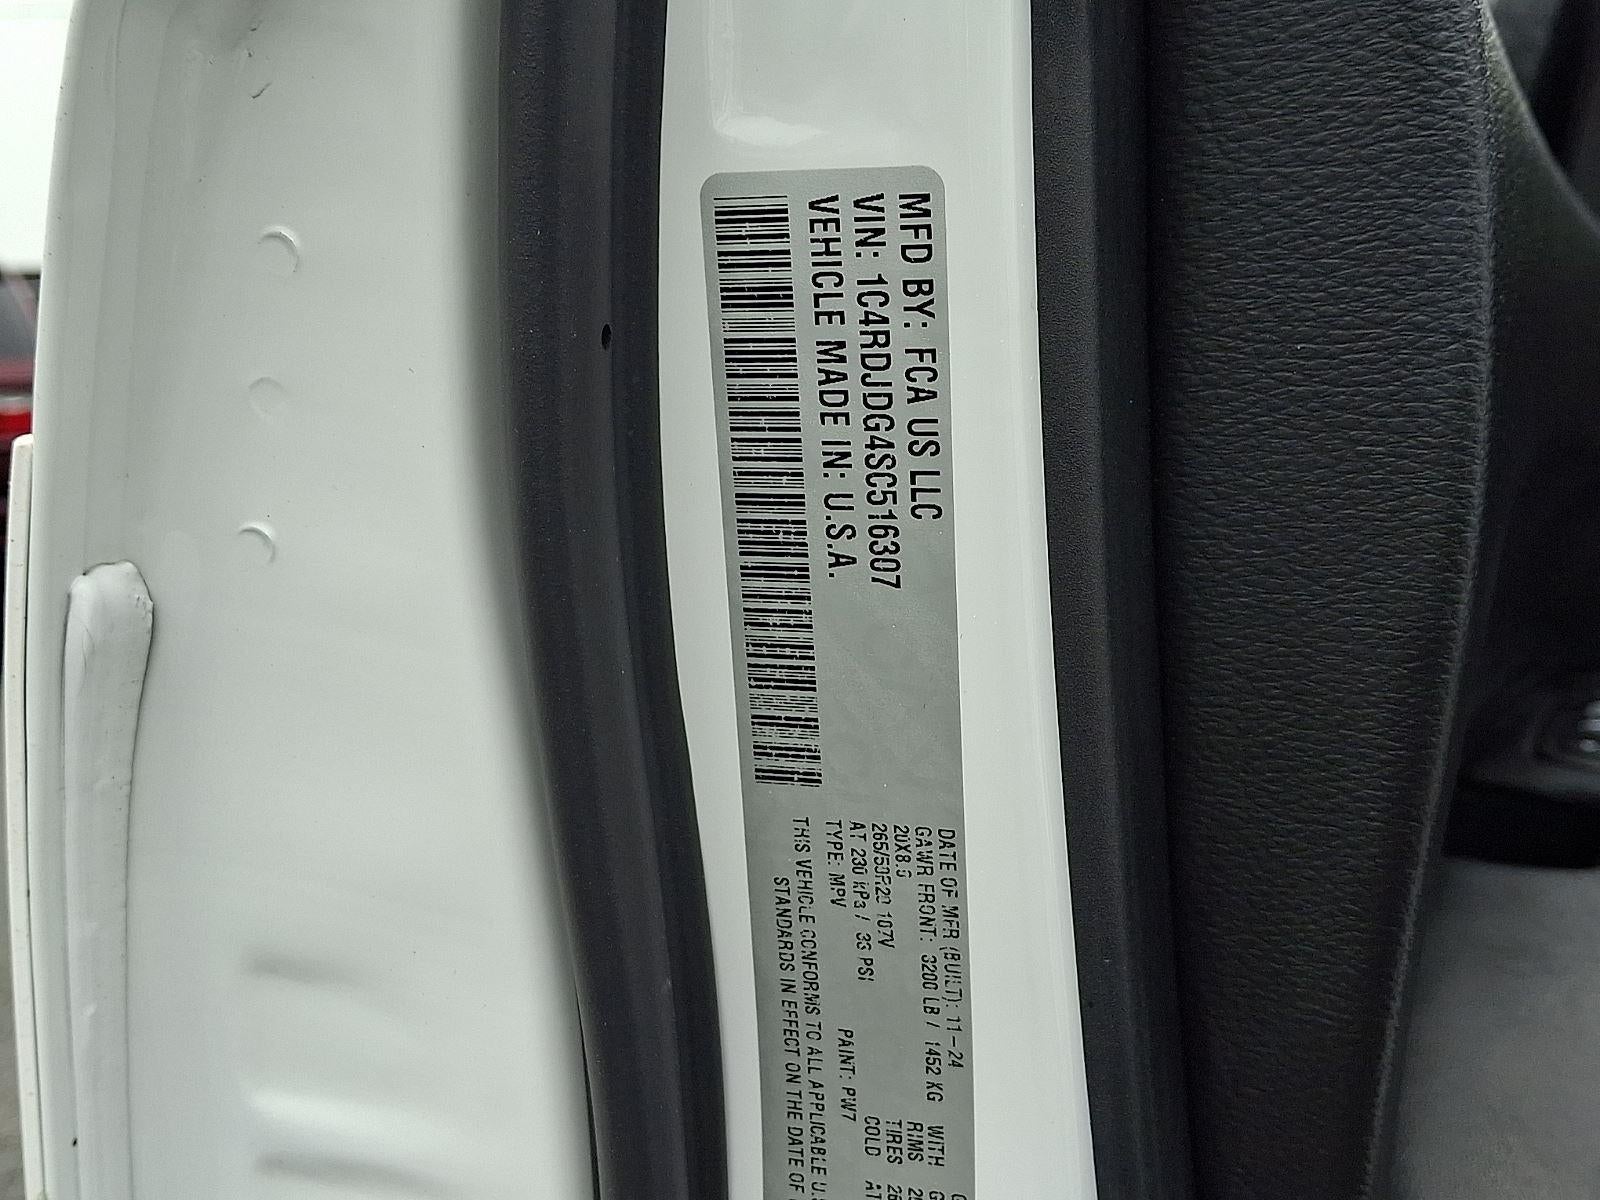 MFD BY: FCA US LLC
VIN: 1C4RDJDG4SC516307
VEHICLE MADE IN: U.S.A.
DATE OF MFR (BUILT): 11-24
GAWR FRONT: 3200 LB / 1452 KG WITH
20X8.0 RIMS
265/50R20 107V TIRES
AT 230 kPa / 33 PSI COLD
TYPE: MPV PAINT: PW7
THIS VEHICLE CONFORMS TO ALL APPLICABLE
STANDARDS IN EFFECT ON THE DATE OF